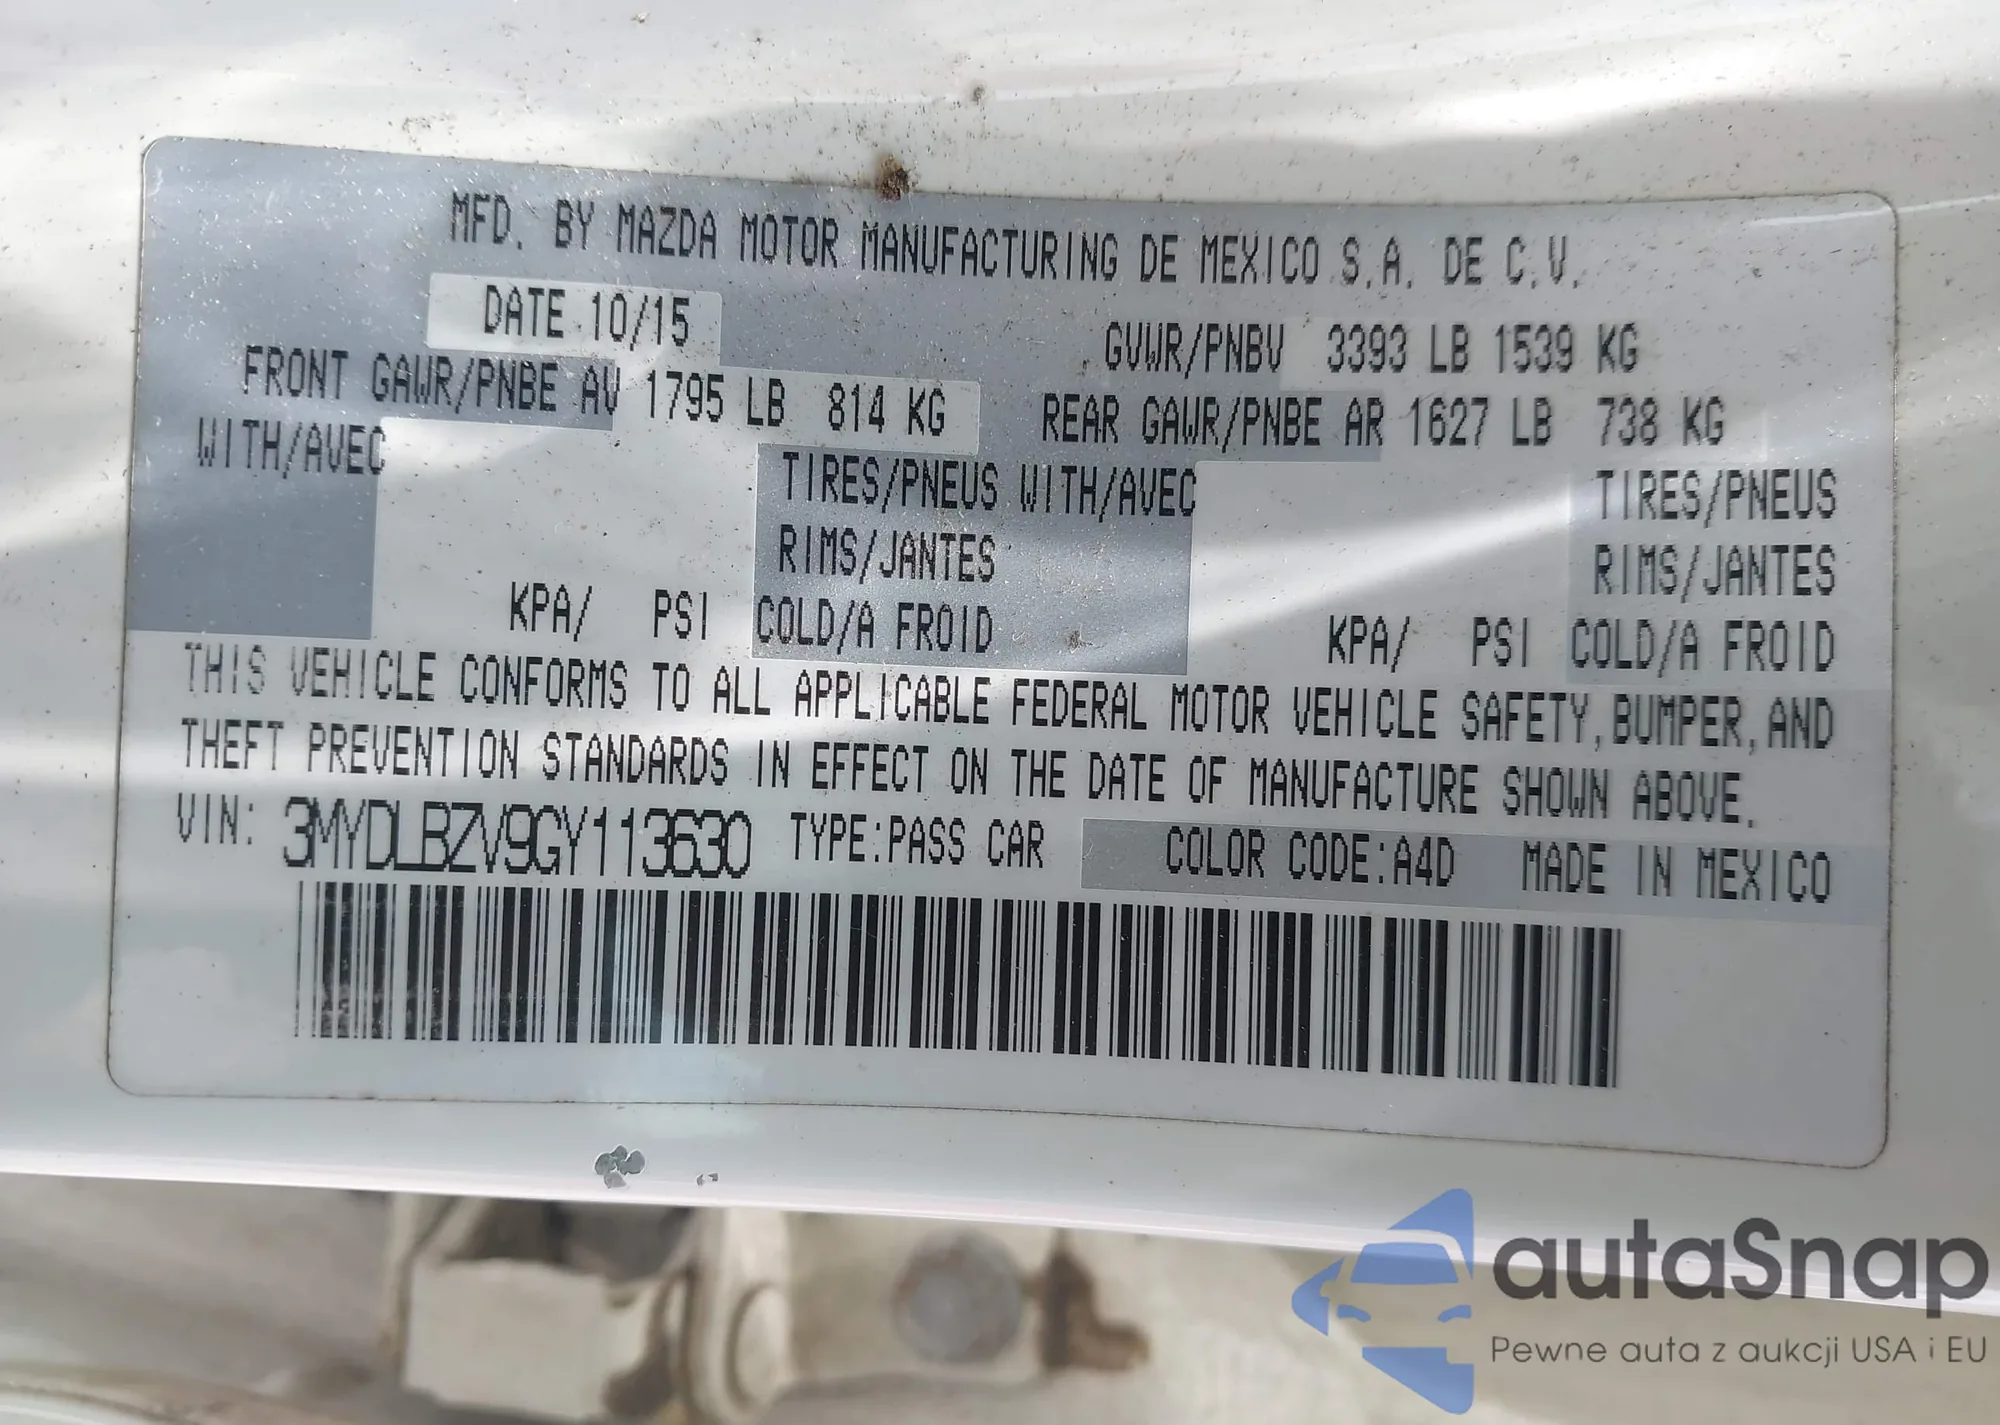 MFD. BY MAZDA MOTOR MANUFACTURING DE MEXICO S.A. DE C.V.
DATE 10/15
GVWR/PNBV 3393 LB 1539 KG
FRONT GAWR/PNBE AV 1795 LB 814 KG REAR GAWR/PNBE AR 1627 LB 738 KG
WITH/AVEC TIRES/PNEUS WITH/AVEC TIRES/PNEUS
RIMS/JANTES RIMS/JANTES
KPA/ PSI COLD/A FROID KPA/ PSI COLD/A FROID
THIS VEHICLE CONFORMS TO ALL APPLICABLE FEDERAL MOTOR VEHICLE SAFETY, BUMPER, AND
THEFT PREVENTION STANDARDS IN EFFECT ON THE DATE OF MANUFACTURE SHOWN ABOVE.
VIN: 3MYDLBZV9GY113630 TYPE:PASS CAR COLOR CODE:A4D MADE IN MEXICO
autaSnap
Pewne auta z aukcji USA i EU